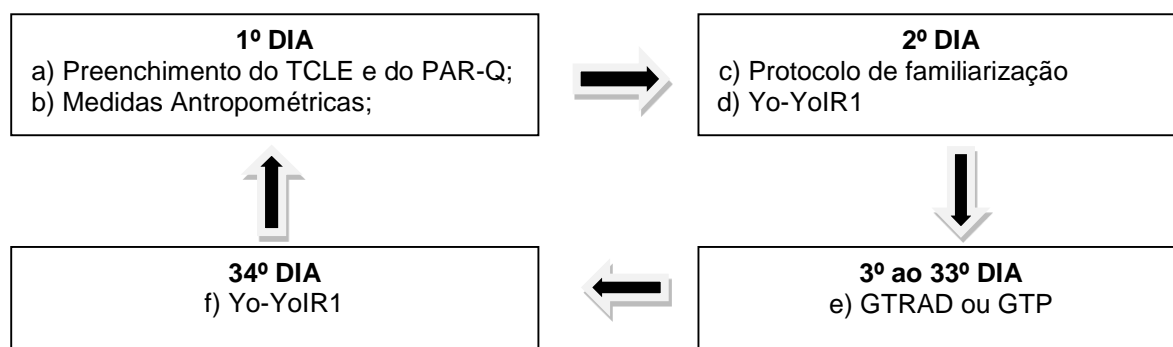 1º DIA
a) Preenchimento do TCLE e do PAR-Q;
b) Medidas Antropométricas;
2º DIA
c) Protocolo de familiarização
d) Yo-YoIR1
3º ao 33º DIA
e) GTRAD ou GTP
34º DIA
f) Yo-YoIR1